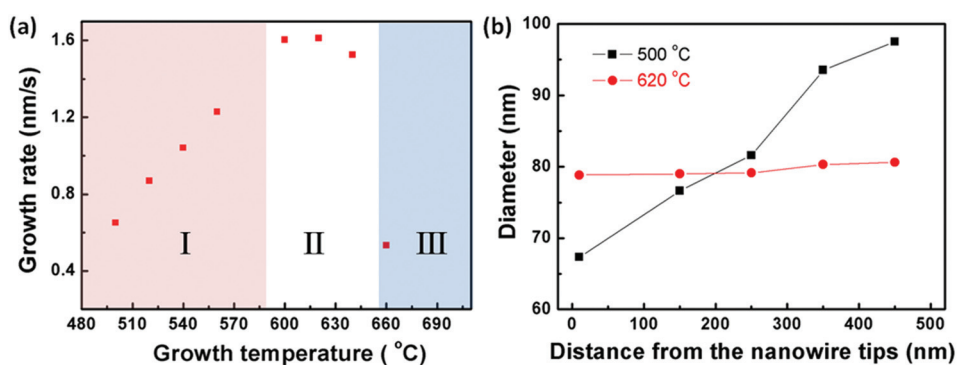 (a)
Growth rate (nm/s)
1.6
1.2
0.8
0.4
I
II
III
480 510 540 570 600 630 660 690
Growth temperature ( °C)
(b)
Diameter (nm)
100
90
80
70
60
500 °C
620 °C
0 100 200 300 400 500
Distance from the nanowire tips (nm)